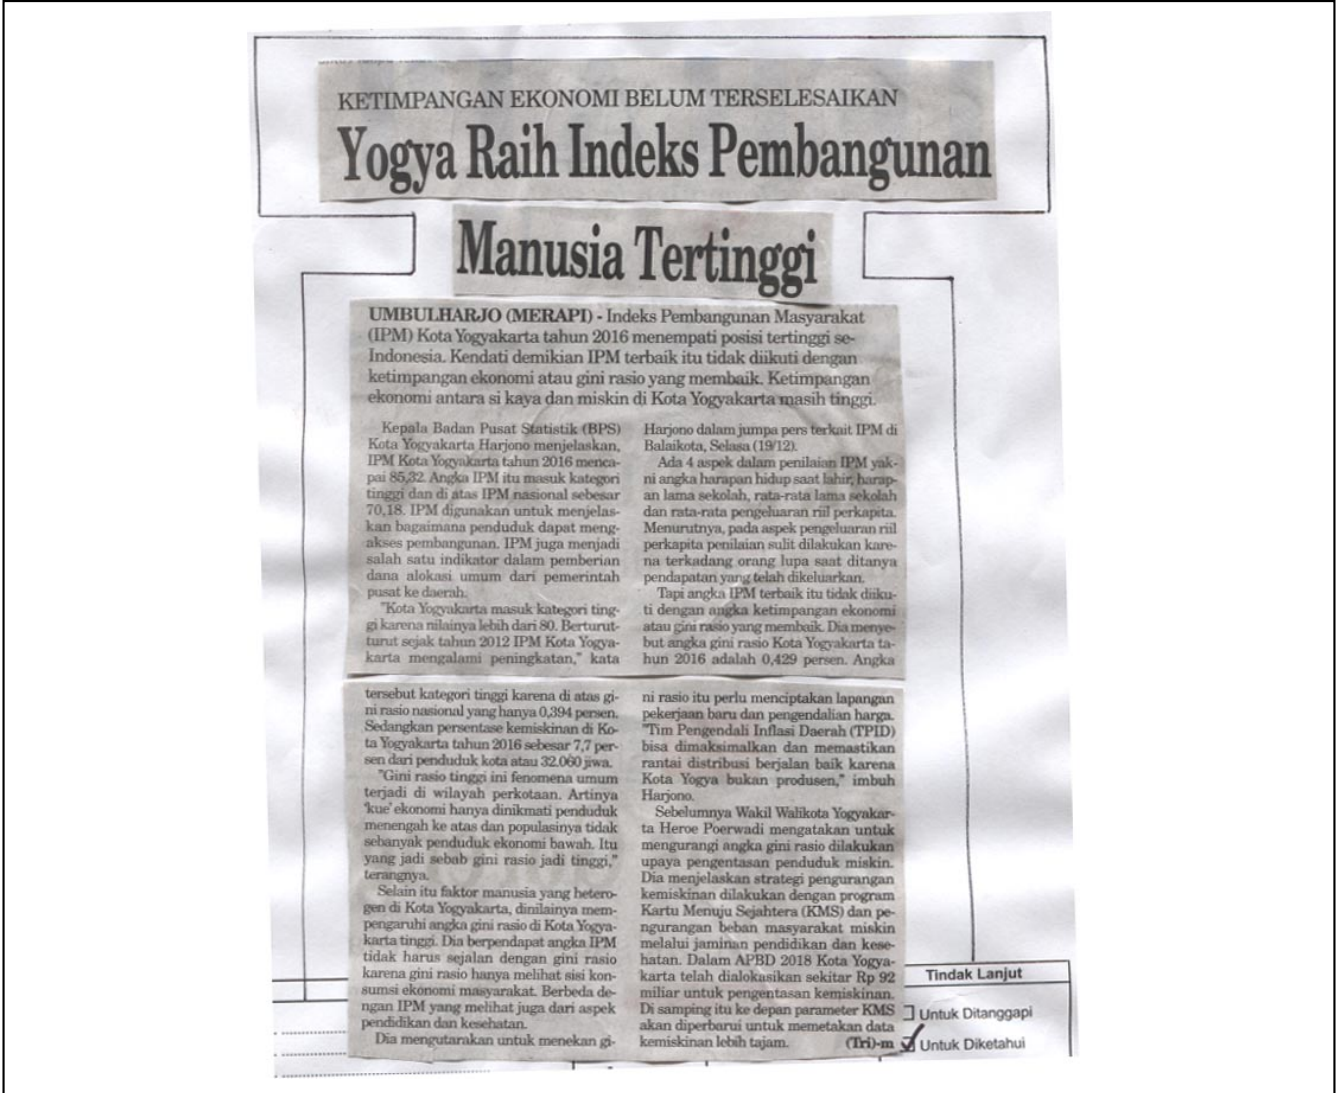 KETIMPANGAN EKONOMI BELUM TERSELESAIKAN
Yogya Raih Indeks Pembangunan
Manusia Tertinggi
UMBULHARJO (MERAPI) - Indeks Pembangunan Masyarakat
(IPM) Kota Yogyakarta tahun 2016 menempati posisi tertinggi se-
Indonesia. Kendati demikian IPM terbaik itu tidak diikuti dengan
ketimpangan ekonomi atau gini rasio yang membaik. Ketimpangan
ekonomi antara si kaya dan miskin di Kota Yogyakarta masih tinggi.
Kepala Badan Pusat Statistik (BPS)
Kota Yogyakarta Harjono menjelaskan,
IPM Kota Yogyakarta tahun 2016 menca-
pai 85,32. Angka IPM itu masuk kategori
tinggi dan di atas IPM nasional sebesar
70,18. IPM digunakan untuk menjelas-
kan bagaimana penduduk dapat meng-
akses pembangunan. IPM juga menjadi
salah satu indikator dalam pemberian
dana alokasi umum dari pemerintah
pusat ke daerah.
"Kota Yogyakarta masuk kategori ting-
gi karena nilainya lebih dari 80. Berturut-
turut sejak tahun 2012 IPM Kota Yogya-
karta mengalami peningkatan," kata
Harjono dalam jumpa pers terkait IPM di
Balaikota, Selasa (19/12).
Ada 4 aspek dalam penilaian IPM yak-
ni angka harapan hidup saat lahir, harap-
an lama sekolah, rata-rata lama sekolah
dan rata-rata pengeluaran riil perkapita.
Menurutnya, pada aspek pengeluaran riil
perkapita penilaian sulit dilakukan kare-
na terkadang orang lupa saat ditanya
pendapatan yang telah dikeluarkan.
Tapi angka IPM terbaik itu tidak diiku-
ti dengan angka ketimpangan ekonomi
atau gini rasio yang membaik. Dia menye-
but angka gini rasio Kota Yogyakarta ta-
hun 2016 adalah 0,429 persen. Angka
tersebut kategori tinggi karena di atas gi-
ni rasio nasional yang hanya 0,394 persen.
Sedangkan persentase kemiskinan di Ko-
ta Yogyakarta tahun 2016 sebesar 7,7 per-
sen dari penduduk kota atau 32.060 jiwa.
"Gini rasio tinggi ini fenomena umum
terjadi di wilayah perkotaan. Artinya
'kue' ekonomi hanya dinikmati penduduk
menengah ke atas dan populasinya tidak
sebanyak penduduk ekonomi bawah. Itu
yang jadi sebab gini rasio jadi tinggi,"
terangnya.
Selain itu faktor manusia yang hetero-
gen di Kota Yogyakarta, dinilainya mem-
pengaruhi angka gini rasio di Kota Yogya-
karta tinggi. Dia berpendapat angka IPM
tidak harus sejalan dengan gini rasio
karena gini rasio hanya melihat sisi kon-
sumsi ekonomi masyarakat. Berbeda de-
ngan IPM yang melihat juga dari aspek
pendidikan dan kesehatan.
Dia mengutarakan untuk menekan gi-
ni rasio itu perlu menciptakan lapangan
pekerjaan baru dan pengendalian harga.
"Tim Pengendali Inflasi Daerah (TPID)
bisa dimaksimalkan dan memastikan
rantai distribusi berjalan baik karena
Kota Yogya bukan produsen," imbuh
Harjono.
Sebelumnya Wakil Walikota Yogyakar-
ta Heroe Poerwadi mengatakan untuk
mengurangi angka gini rasio dilakukan
upaya pengentasan penduduk miskin.
Dia menjelaskan strategi pengurangan
kemiskinan dilakukan dengan program
Kartu Menuju Sejahtera (KMS) dan pe-
ngurangan beban masyarakat miskin
melalui jaminan pendidikan dan kese-
hatan. Dalam APBD 2018 Kota Yogya-
karta telah dialokasikan sekitar Rp 92
miliar untuk pengentasan kemiskinan.
Di samping itu ke depan parameter KMS
akan diperbarui untuk memetakan data
kemiskinan lebih tajam. (Tri)-m
Tindak Lanjut
Untuk Ditanggapi
Untuk Diketahui